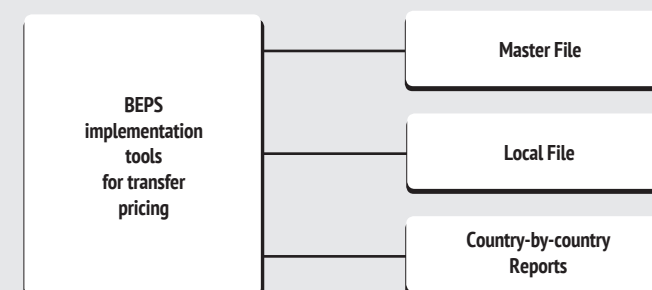 BEPS
implementation
tools
for transfer
pricing
Master File
Local File
Country-by-country
Reports